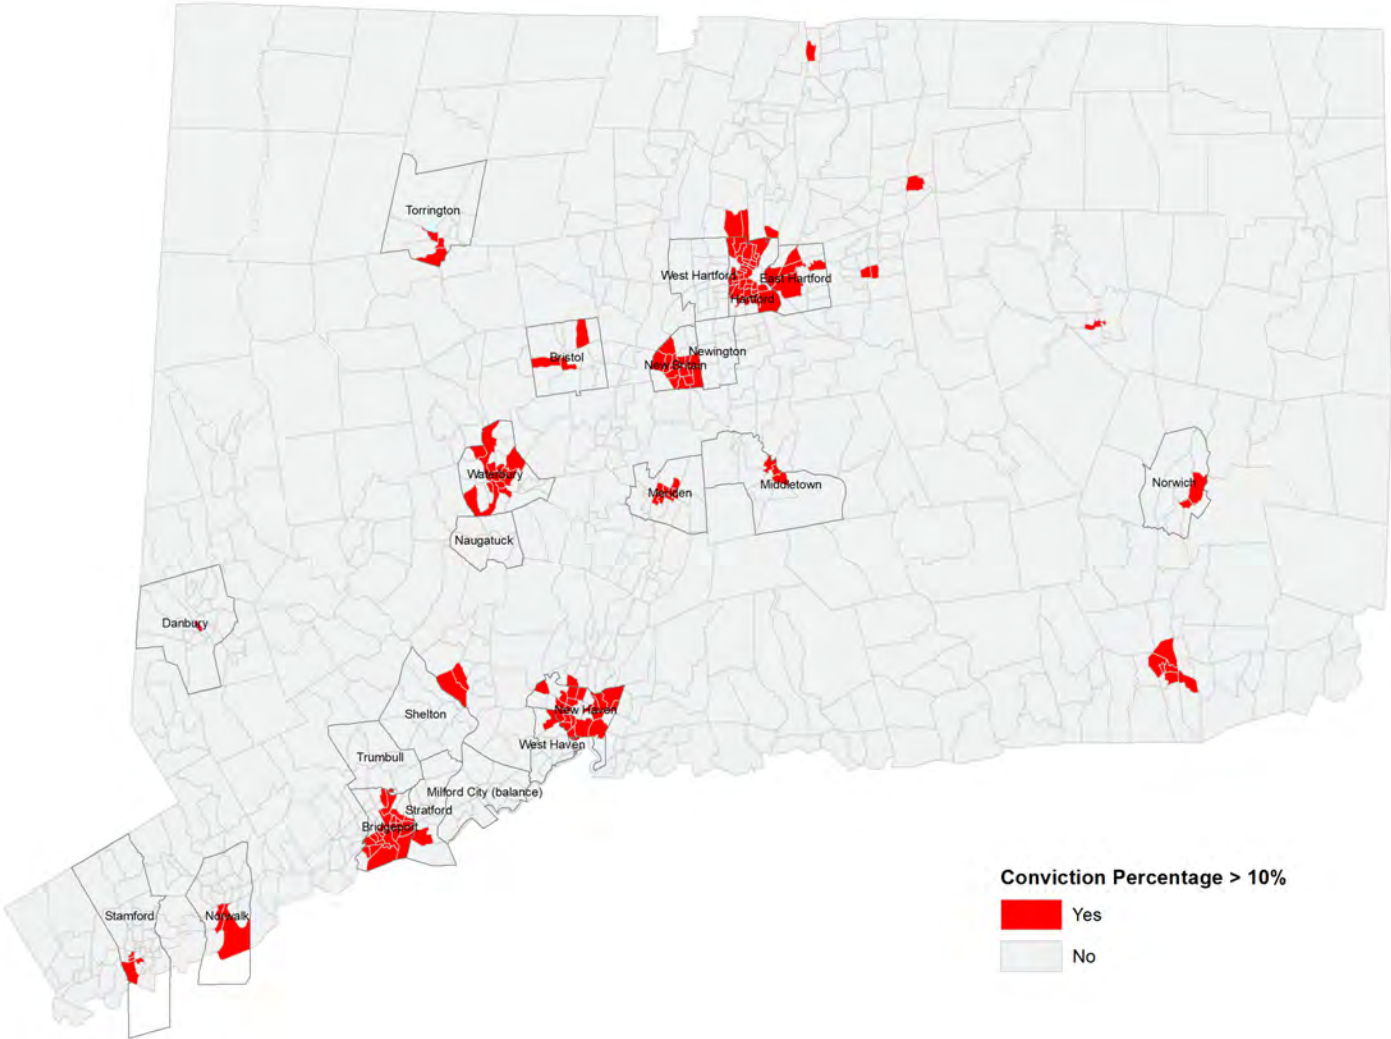 Torrington
West Hartford
East Hartford
Hartford
Bristol
Newington
New Britain
Waterbury
Meriden
Middletown
Norwich
Naugatuck
Danbury
Shelton
New Haven
West Haven
Trumbull
Milford City (balance)
Stratford
Bridgeport
Stamford
Norwalk
Conviction Percentage > 10%
Yes
No